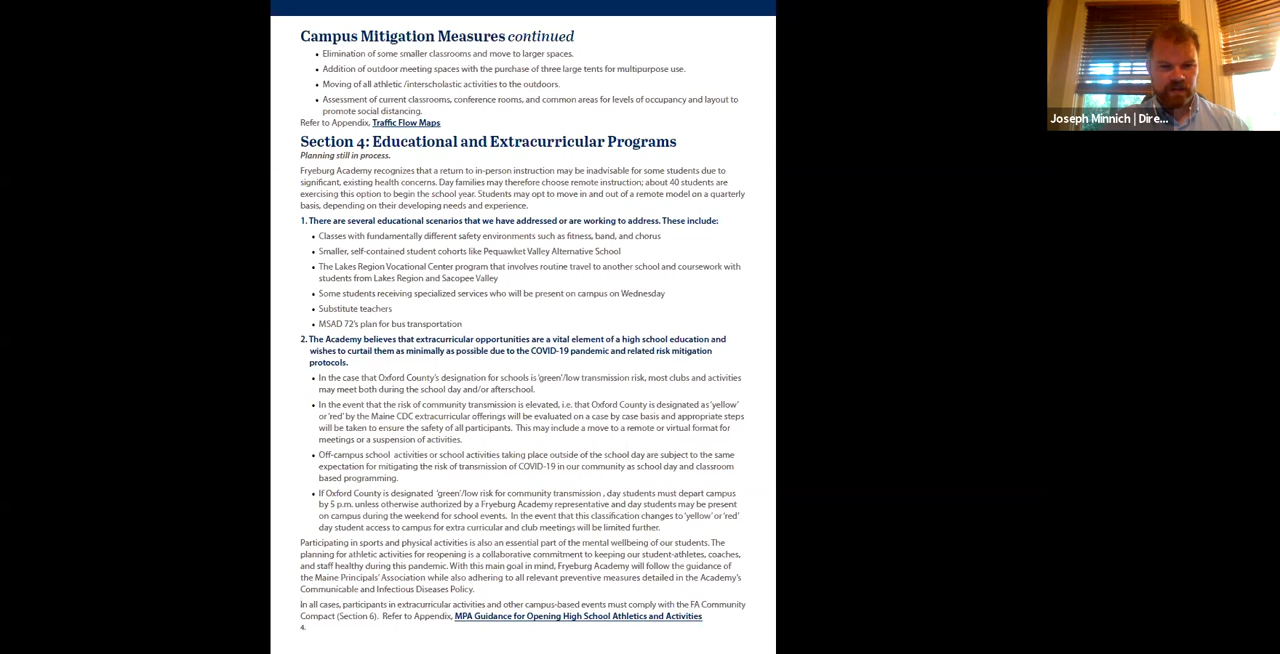 Campus Mitigation Measures continued
• Elimination of some smaller classrooms and move to larger spaces.
• Addition of outdoor meeting spaces with the purchase of three large tents for multipurpose use.
• Moving of all athletic /interscholastic activities to the outdoors.
• Assessment of current classrooms, conference rooms, and common areas for levels of occupancy and layout to
promote social distancing.
Refer to Appendix, Traffic Flow Maps
Section 4: Educational and Extracurricular Programs
Planning still in process.
Fryeburg Academy recognizes that a return to in-person instruction may be inadvisable for some students due to
significant, existing health concerns. Day families may therefore choose remote instruction; about 40 students are
exercising this option to begin the school year. Students may opt to move in and out of a remote model on a quarterly
basis, depending on their developing needs and experience.
1. There are several educational scenarios that we have addressed or are working to address. These include:
• Classes with fundamentally different safety environments such as fitness, band, and chorus
• Smaller, self-contained student cohorts like Pequawket Valley Alternative School
• The Lakes Region Vocational Center program that involves routine travel to another school and coursework with
students from Lakes Region and Sacopee Valley
• Some students receiving specialized services who will be present on campus on Wednesday
• Substitute teachers
• MSAD 72's plan for bus transportation
2. The Academy believes that extracurricular opportunities are a vital element of a high school education and
wishes to curtail them as minimally as possible due to the COVID-19 pandemic and related risk mitigation
protocols.
• In the case that Oxford County's designation for schools is 'green'/low transmission risk, most clubs and activities
may meet both during the school day and/or afterschool.
• In the event that the risk of community transmission is elevated, i.e. that Oxford County is designated as 'yellow'
or 'red' by the Maine CDC extracurricular offerings will be evaluated on a case by case basis and appropriate steps
will be taken to ensure the safety of all participants. This may include a move to a remote or virtual format for
meetings or a suspension of activities.
• Off-campus school activities or school activities taking place outside of the school day are subject to the same
expectation for mitigating the risk of transmission of COVID-19 in our community as school day and classroom
based programming.
• If Oxford County is designated 'green'/low risk for community transmission , day students must depart campus
by 5 p.m. unless otherwise authorized by a Fryeburg Academy representative and day students may be present
on campus during the weekend for school events. In the event that this classification changes to 'yellow' or 'red'
day student access to campus for extra curricular and club meetings will be limited further.
Participating in sports and physical activities is also an essential part of the mental wellbeing of our students. The
planning for athletic activities for reopening is a collaborative commitment to keeping our student-athletes, coaches,
and staff healthy during this pandemic. With this main goal in mind, Fryeburg Academy will follow the guidance of
the Maine Principals' Association while also adhering to all relevant preventive measures detailed in the Academy's
Communicable and Infectious Diseases Policy.
In all cases, participants in extracurricular activities and other campus-based events must comply with the FA Community
Compact (Section 6). Refer to Appendix, MPA Guidance for Opening High School Athletics and Activities
4.
Joseph Minnich | Dire...